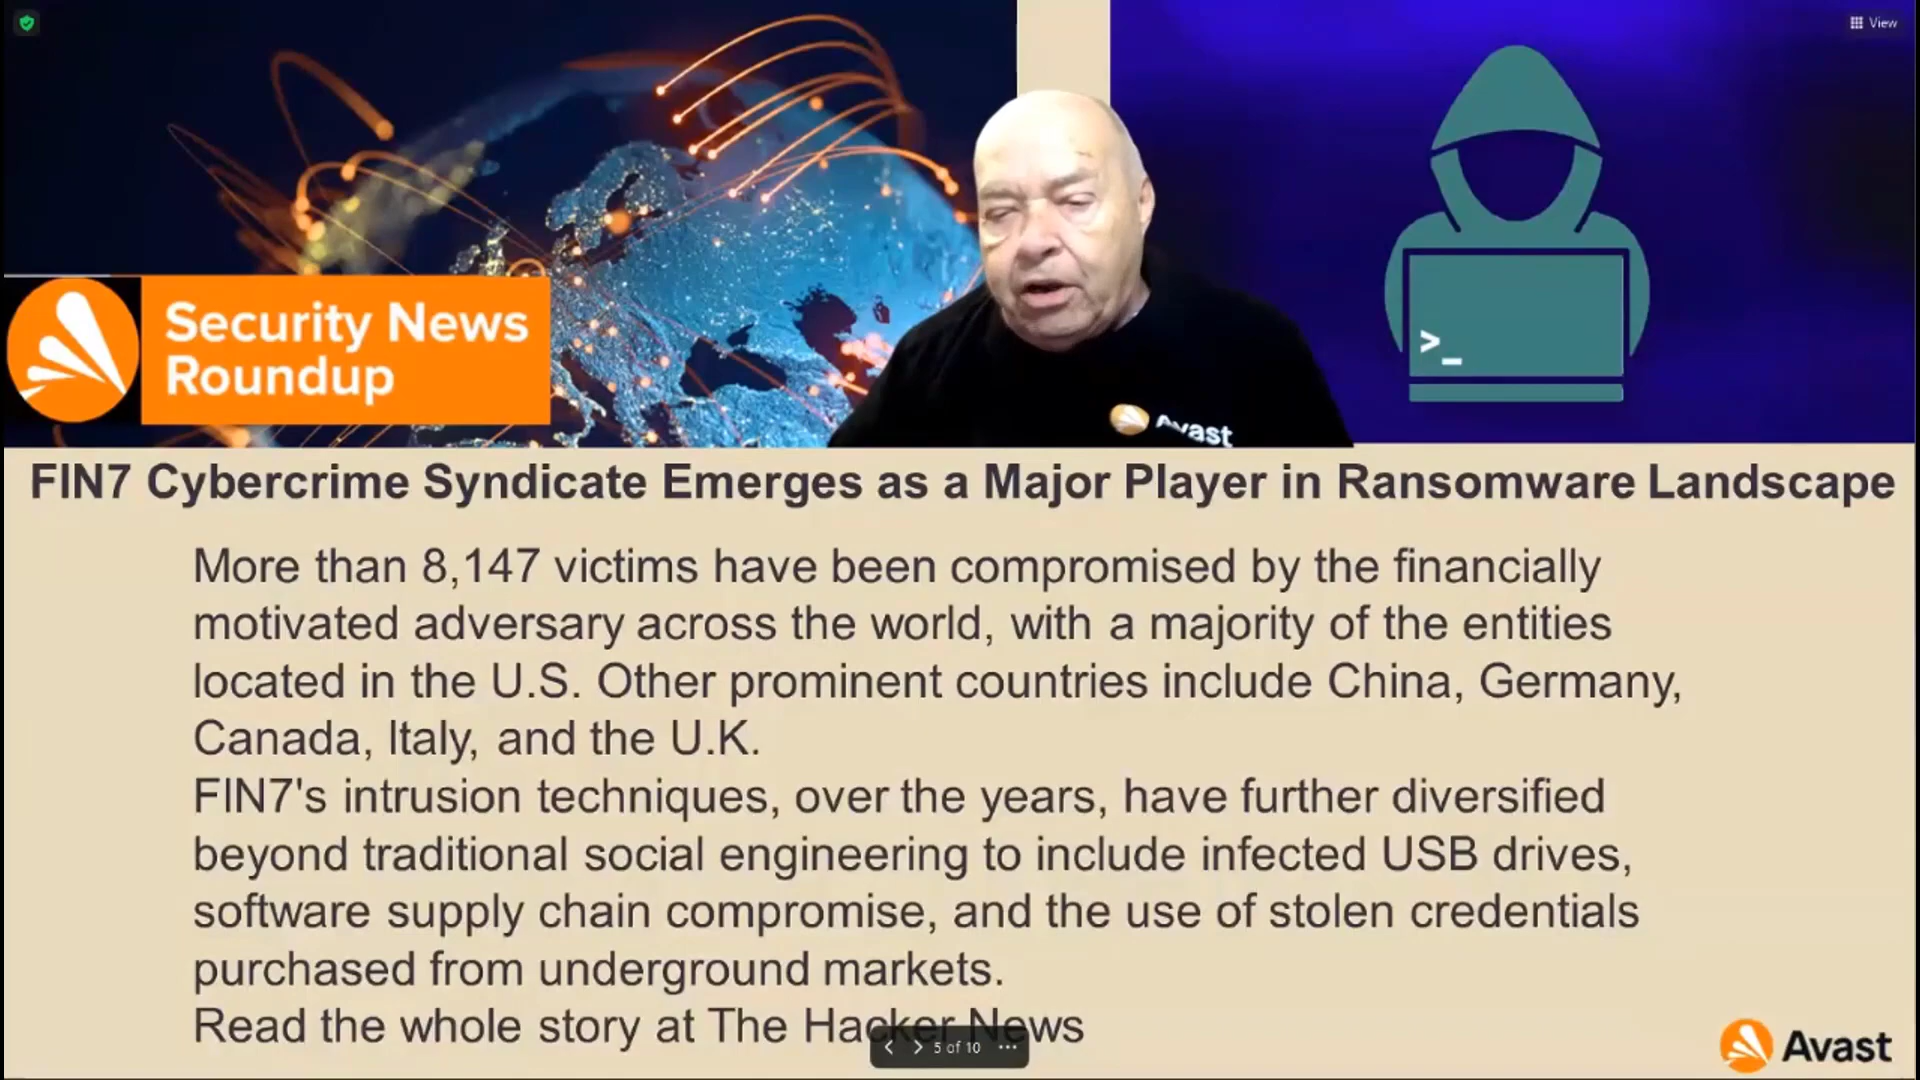 View
Security News
Roundup
>_
Avast
FIN7 Cybercrime Syndicate Emerges as a Major Player in Ransomware Landscape
More than 8,147 victims have been compromised by the financially
motivated adversary across the world, with a majority of the entities
located in the U.S. Other prominent countries include China, Germany,
Canada, Italy, and the U.K.
FIN7's intrusion techniques, over the years, have further diversified
beyond traditional social engineering to include infected USB drives,
software supply chain compromise, and the use of stolen credentials
purchased from underground markets.
Read the whole story at The Hacker News
5 of 10
Avast